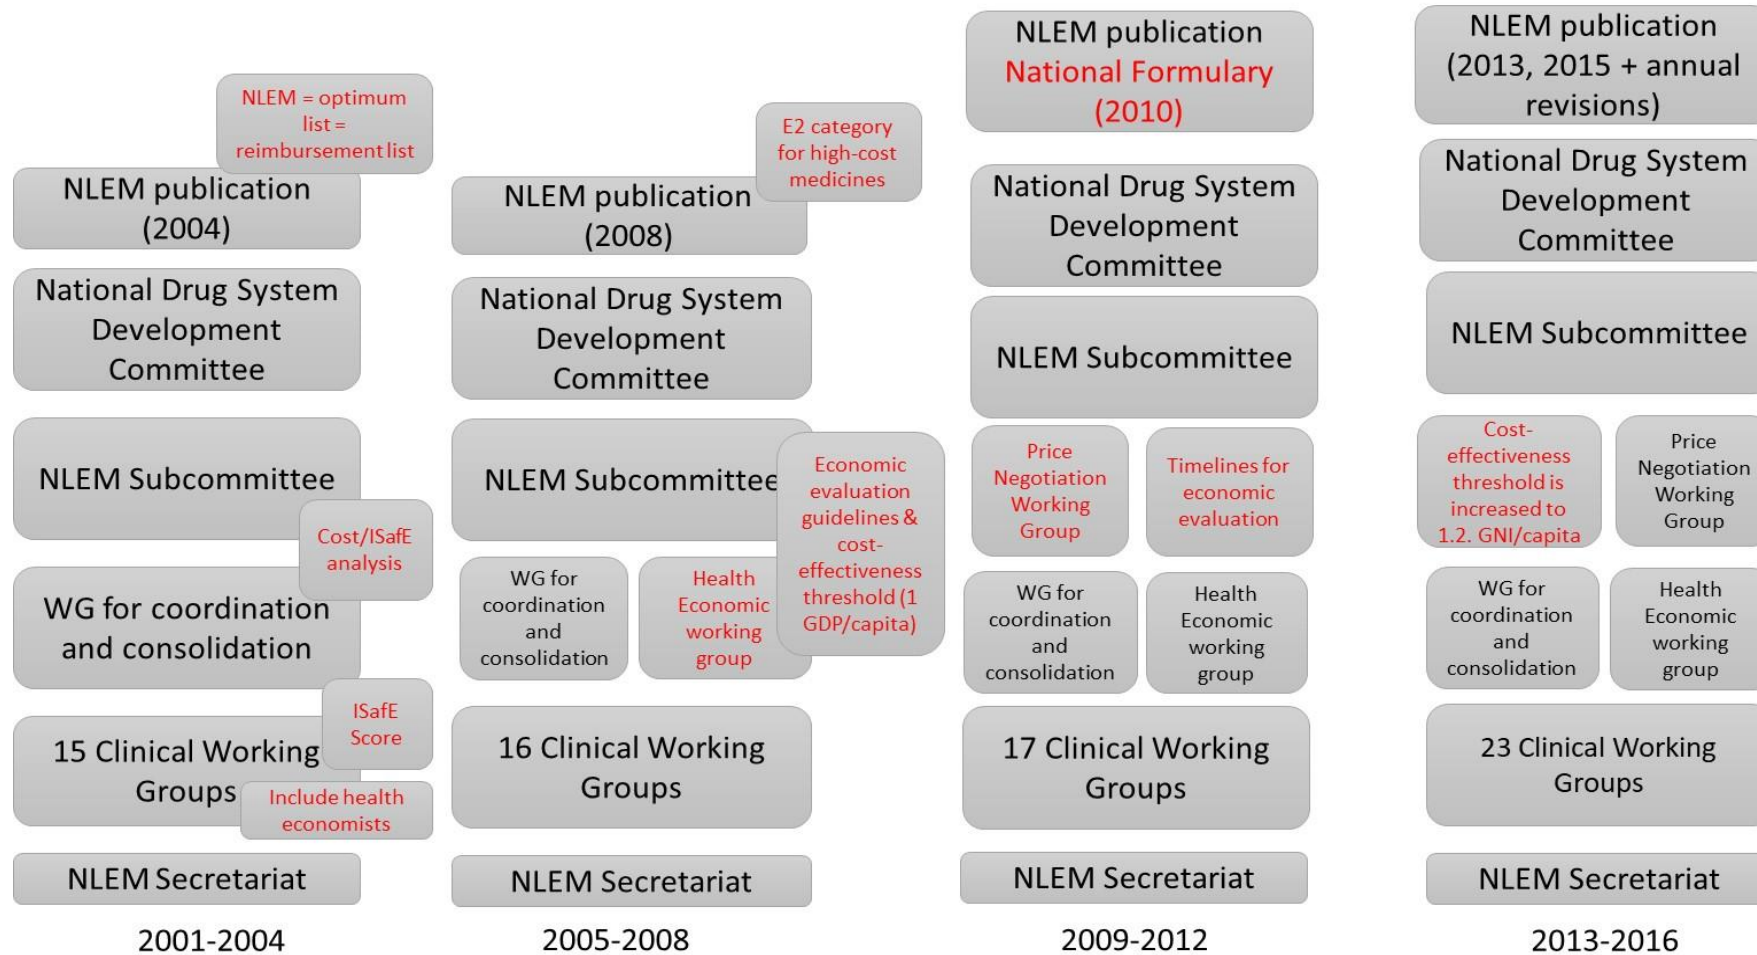 NLEM = optimum
list =
reimbursement list
NLEM publication
(2004)
National Drug System
Development
Committee
NLEM Subcommittee
Cost/ISafE
analysis
WG for coordination
and consolidation
ISafE
Score
15 Clinical Working
Groups
Include health
economists
NLEM Secretariat
2001-2004
E2 category
for high-cost
medicines
NLEM publication
(2008)
National Drug System
Development
Committee
NLEM Subcommittee
Economic
evaluation
guidelines &
cost-
effectiveness
threshold (1
GDP/capita)
WG for
coordination
and
consolidation
Health
Economic
working
group
16 Clinical Working
Groups
NLEM Secretariat
2005-2008
NLEM publication
National Formulary
(2010)
National Drug System
Development
Committee
NLEM Subcommittee
Price
Negotiation
Working
Group
Timelines for
economic
evaluation
WG for
coordination
and
consolidation
Health
Economic
working
group
17 Clinical Working
Groups
NLEM Secretariat
2009-2012
NLEM publication
(2013, 2015 + annual
revisions)
National Drug System
Development
Committee
NLEM Subcommittee
Cost-
effectiveness
threshold is
increased to
1.2. GNI/capita
Price
Negotiation
Working
Group
WG for
coordination
and
consolidation
Health
Economic
working
group
23 Clinical Working
Groups
NLEM Secretariat
2013-2016